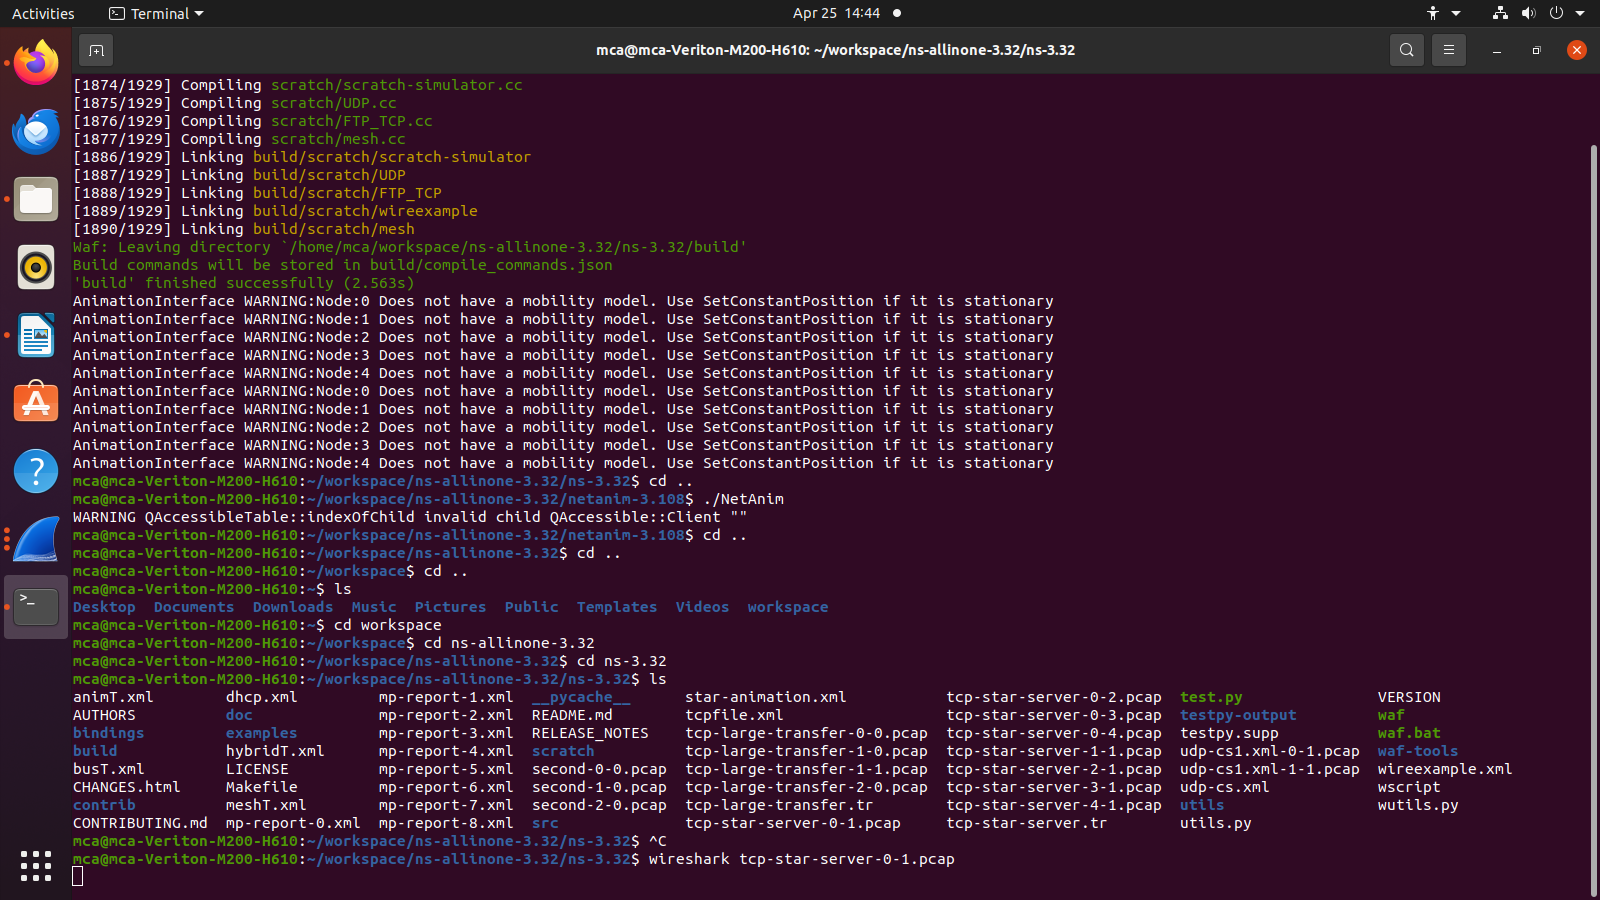 Activities Terminal Apr 25 14:44
mca@mca-Veriton-M200-H610: ~/workspace/ns-allinone-3.32/ns-3.32
[1874/1929] Compiling scratch/scratch-simulator.cc
[1875/1929] Compiling scratch/UDP.cc
[1876/1929] Compiling scratch/FTP_TCP.cc
[1877/1929] Compiling scratch/mesh.cc
[1886/1929] Linking build/scratch/scratch-simulator
[1887/1929] Linking build/scratch/UDP
[1888/1929] Linking build/scratch/FTP_TCP
[1889/1929] Linking build/scratch/wireexample
[1890/1929] Linking build/scratch/mesh
Waf: Leaving directory `/home/mca/workspace/ns-allinone-3.32/ns-3.32/build'
Build commands will be stored in build/compile_commands.json
'build' finished successfully (2.563s)
AnimationInterface WARNING:Node:0 Does not have a mobility model. Use SetConstantPosition if it is stationary
AnimationInterface WARNING:Node:1 Does not have a mobility model. Use SetConstantPosition if it is stationary
AnimationInterface WARNING:Node:2 Does not have a mobility model. Use SetConstantPosition if it is stationary
AnimationInterface WARNING:Node:3 Does not have a mobility model. Use SetConstantPosition if it is stationary
AnimationInterface WARNING:Node:4 Does not have a mobility model. Use SetConstantPosition if it is stationary
AnimationInterface WARNING:Node:0 Does not have a mobility model. Use SetConstantPosition if it is stationary
AnimationInterface WARNING:Node:1 Does not have a mobility model. Use SetConstantPosition if it is stationary
AnimationInterface WARNING:Node:2 Does not have a mobility model. Use SetConstantPosition if it is stationary
AnimationInterface WARNING:Node:3 Does not have a mobility model. Use SetConstantPosition if it is stationary
AnimationInterface WARNING:Node:4 Does not have a mobility model. Use SetConstantPosition if it is stationary
mca@mca-Veriton-M200-H610:~/workspace/ns-allinone-3.32/ns-3.32$ cd ..
mca@mca-Veriton-M200-H610:~/workspace/ns-allinone-3.32/netanim-3.108$ ./NetAnim
WARNING QAccessibleTable::indexOfChild invalid child QAccessible::Client ""
mca@mca-Veriton-M200-H610:~/workspace/ns-allinone-3.32/netanim-3.108$ cd ..
mca@mca-Veriton-M200-H610:~/workspace/ns-allinone-3.32$ cd ..
mca@mca-Veriton-M200-H610:~/workspace$ cd ..
mca@mca-Veriton-M200-H610:~$ ls
Desktop Documents Downloads Music Pictures Public Templates Videos workspace
mca@mca-Veriton-M200-H610:~$ cd workspace
mca@mca-Veriton-M200-H610:~/workspace$ cd ns-allinone-3.32
mca@mca-Veriton-M200-H610:~/workspace/ns-allinone-3.32$ cd ns-3.32
mca@mca-Veriton-M200-H610:~/workspace/ns-allinone-3.32/ns-3.32$ ls
animT.xml dhcp.xml mp-report-1.xml __pycache__ star-animation.xml tcp-star-server-0-2.pcap test.py VERSION
AUTHORS doc mp-report-2.xml README.md tcpfile.xml tcp-star-server-0-3.pcap testpy-output waf
bindings examples mp-report-3.xml RELEASE_NOTES tcp-large-transfer-0-0.pcap tcp-star-server-0-4.pcap testpy.supp waf.bat
build hybridT.xml mp-report-4.xml scratch tcp-large-transfer-1-0.pcap tcp-star-server-1-1.pcap udp-cs1.xml-0-1.pcap waf-tools
busT.xml LICENSE mp-report-5.xml second-0-0.pcap tcp-large-transfer-1-1.pcap tcp-star-server-2-1.pcap udp-cs1.xml-1-1.pcap wireexample.xml
CHANGES.html Makefile mp-report-6.xml second-1-0.pcap tcp-large-transfer-2-0.pcap tcp-star-server-3-1.pcap udp-cs.xml wscript
contrib meshT.xml mp-report-7.xml second-2-0.pcap tcp-large-transfer.tr tcp-star-server-4-1.pcap utils wutils.py
CONTRIBUTING.md mp-report-0.xml mp-report-8.xml src tcp-star-server-0-1.pcap tcp-star-server.tr utils.py
mca@mca-Veriton-M200-H610:~/workspace/ns-allinone-3.32/ns-3.32$ ^C
mca@mca-Veriton-M200-H610:~/workspace/ns-allinone-3.32/ns-3.32$ wireshark tcp-star-server-0-1.pcap